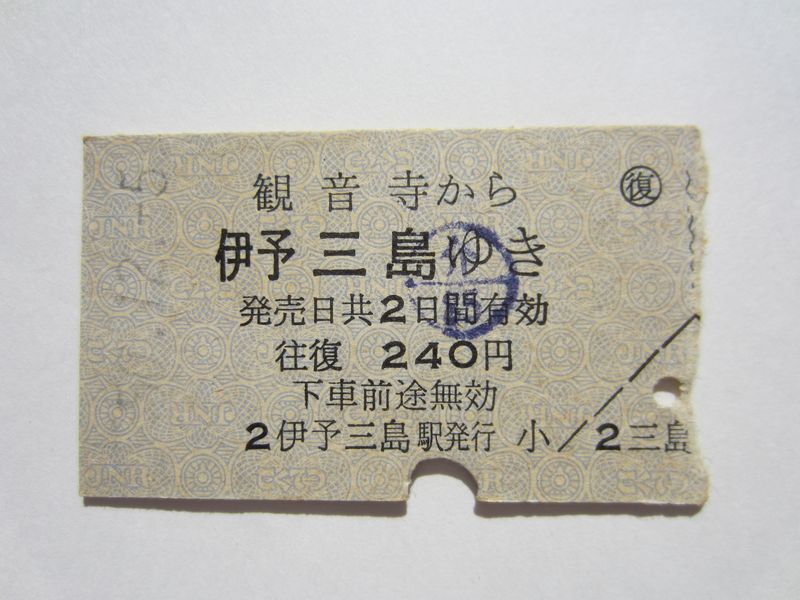 観音寺から ㊝復
伊予三島ゆき
発売日共2日間有効
往復 240円
下車前途無効
2伊予三島駅発行 小/2三島